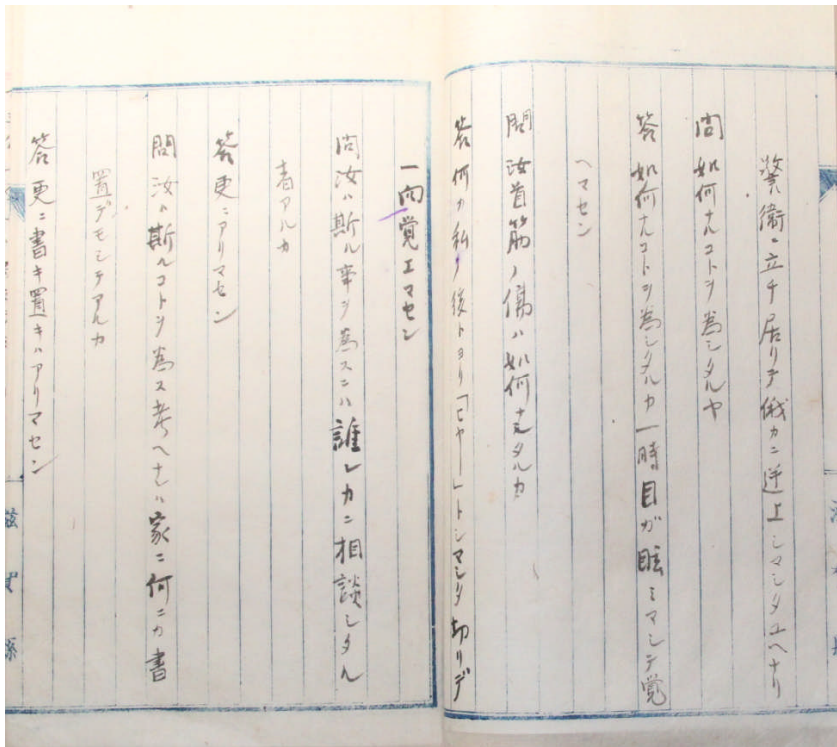 警衛ニ立チ居リテ俄カニ逆上シマシタユヘナリ
問 如何ナルコトヲ為シタルヤ
答 如何ナルコトヲ為シタルカ一時目ガ眩ミマシテ覚
ヘマセン
問 汝首筋ノ傷ハ如何ナシタルカ
答 何カ私ノ後トヨリ「ヒヤー」トシマシタ切リデ
一向覚エマセン
問 汝ハ斯ル事ヲ為スニハ誰レカニ相談シタル
者アルカ
答 更ニアリマセン
問 汝ハ斯ルコトヲ為ス考ヘナレハ家ニ何ニカ書
置デモシテアルカ
答 更ニ書キ置キハアリマセン
滋賀縣